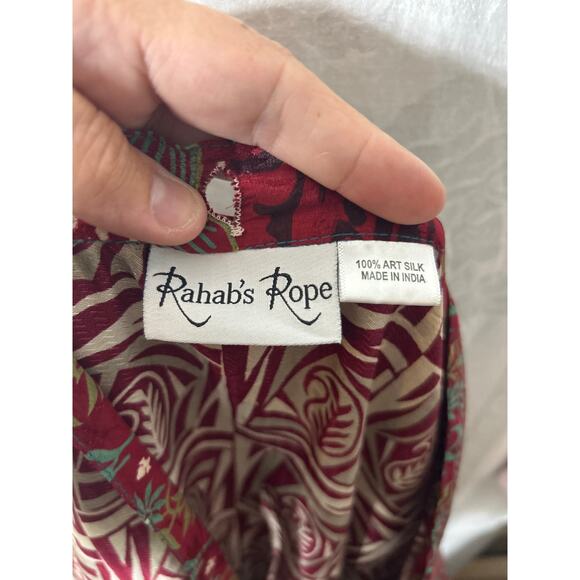 Rahab's Rope
100% ART SILK
MADE IN INDIA